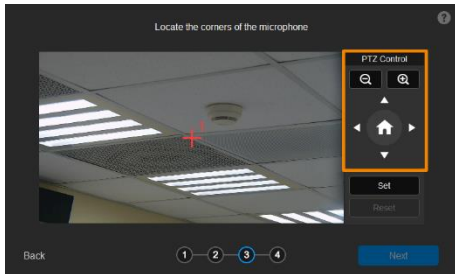 Locate the corners of the microphone
?
PTZ Control
Set
Reset
Back
1 2 3 4
Next